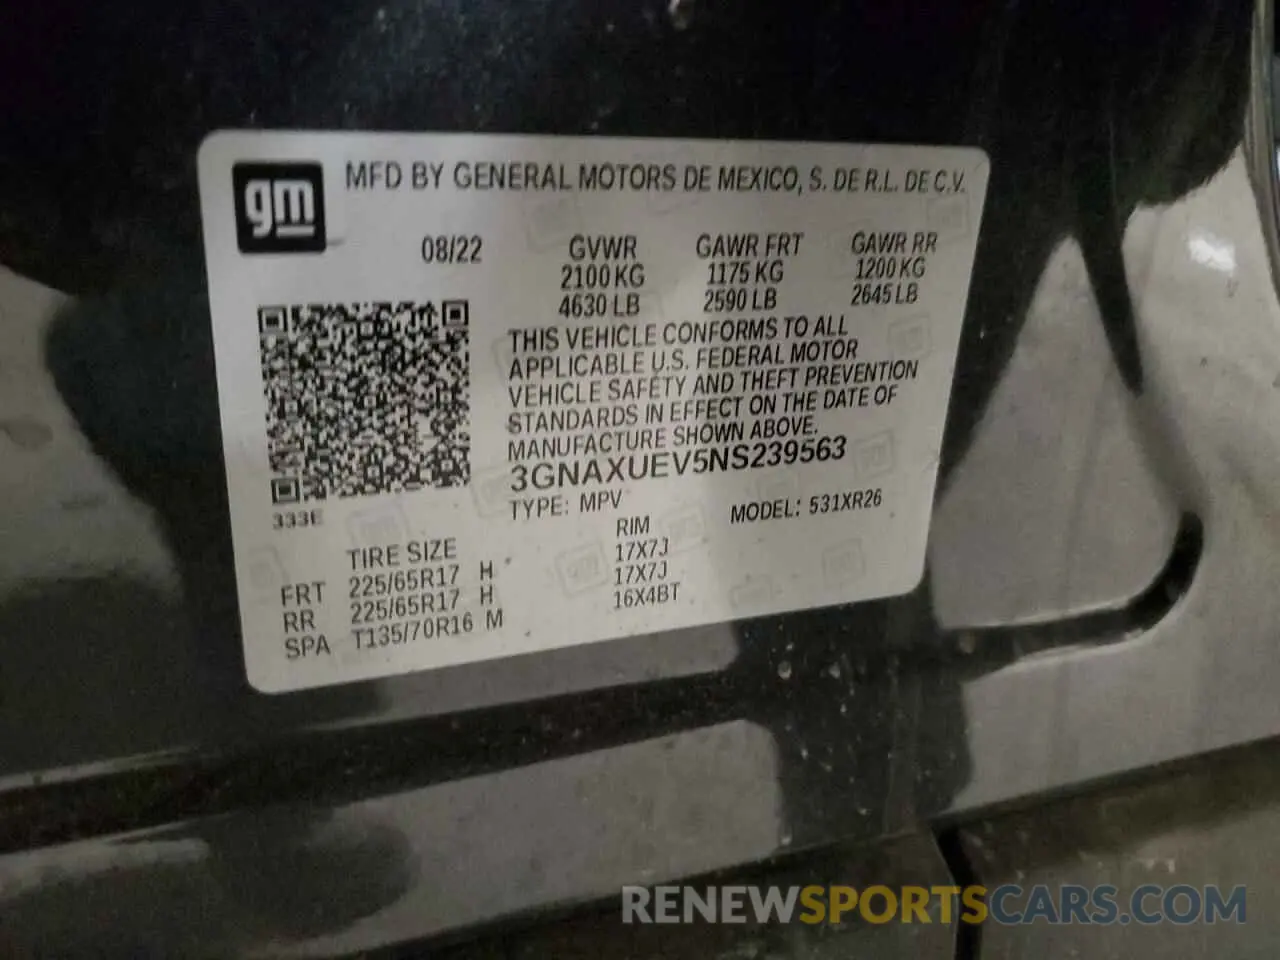 gm
MFD BY GENERAL MOTORS DE MEXICO, S. DE R.L. DE C.V.
08/22 GVWR GAWR FRT GAWR RR
2100 KG 1175 KG 1200 KG
4630 LB 2590 LB 2645 LB
THIS VEHICLE CONFORMS TO ALL
APPLICABLE U.S. FEDERAL MOTOR
VEHICLE SAFETY AND THEFT PREVENTION
STANDARDS IN EFFECT ON THE DATE OF
MANUFACTURE SHOWN ABOVE.
3GNAXUEV5NS239563
333E
TYPE: MPV MODEL: 531XR26
TIRE SIZE RIM
FRT 225/65R17 H 17X7J
RR 225/65R17 H 17X7J
SPA T135/70R16 M 16X4BT
RENEWSPORTSCARS.COM